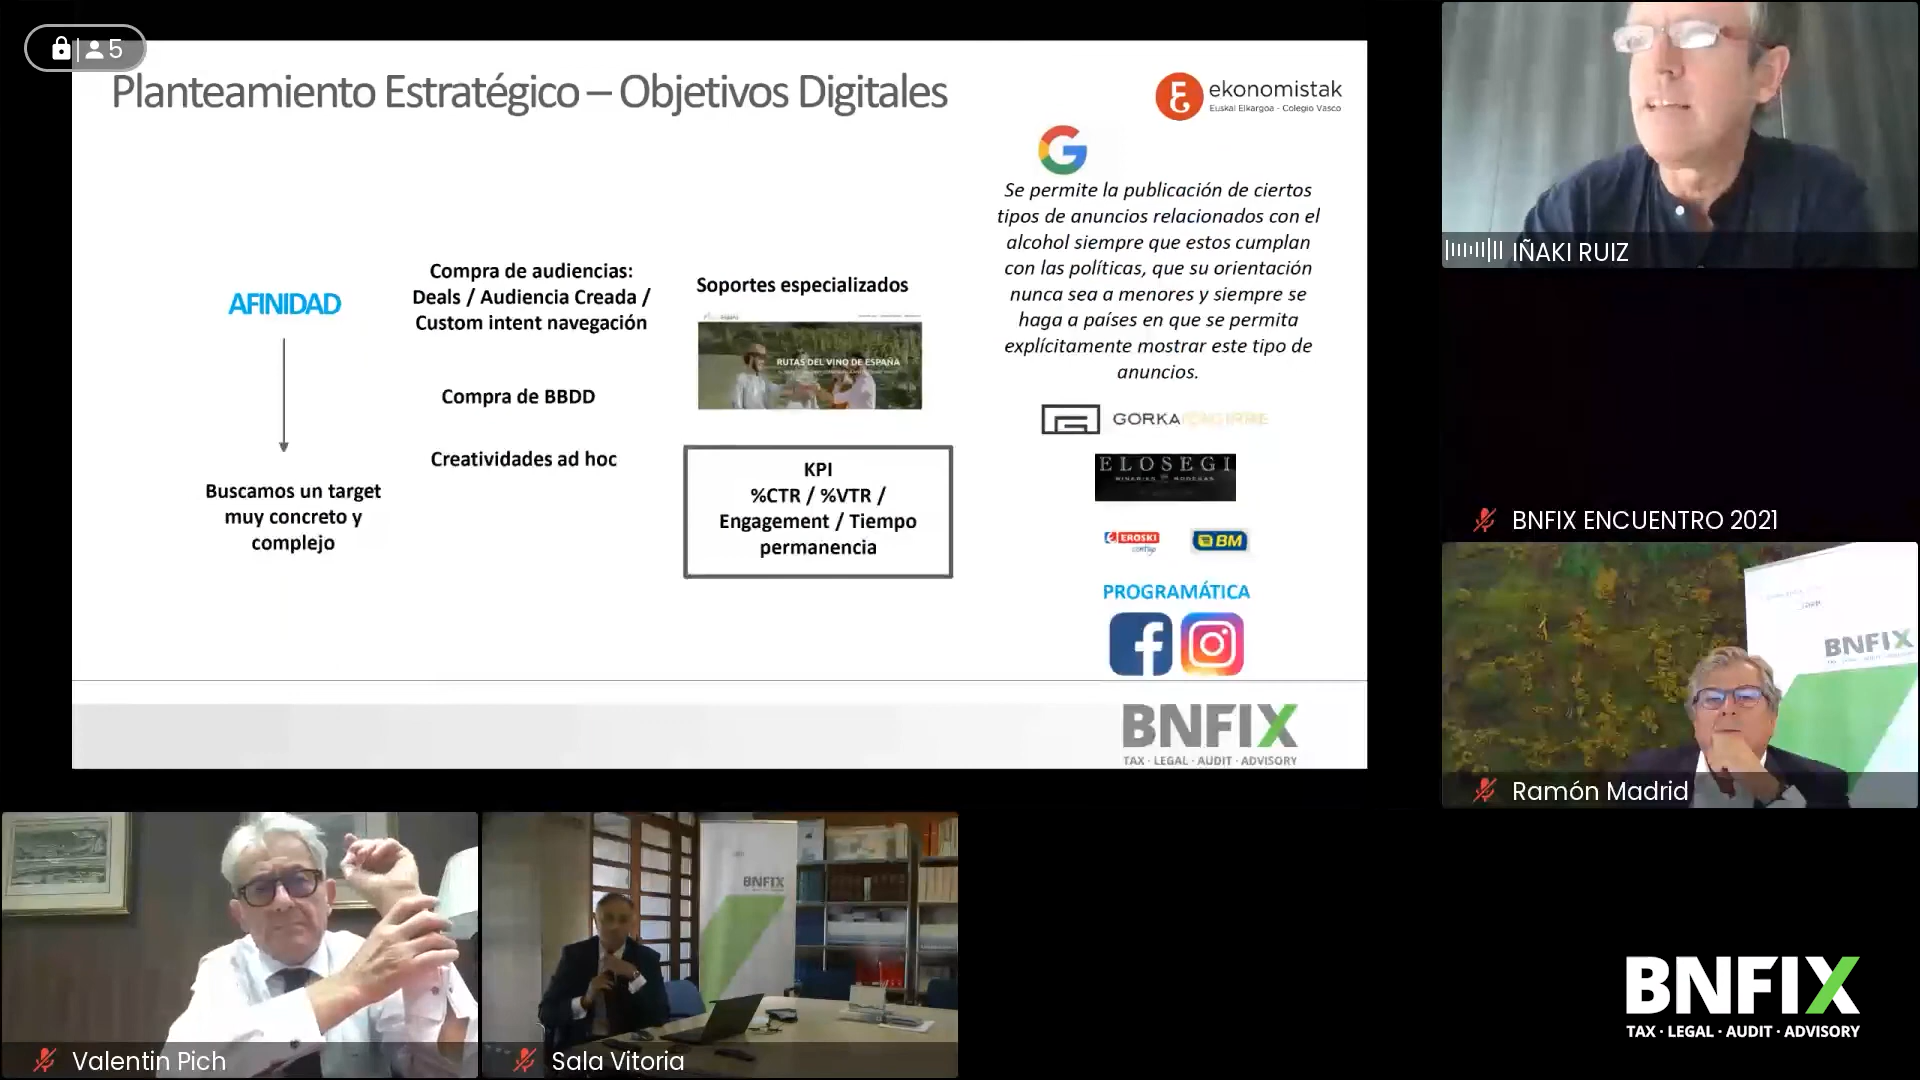 5
Planteamiento Estratégico – Objetivos Digitales
ekonomistak
Euskal Elkargoa - Colegio Vasco
Se permite la publicación de ciertos
tipos de anuncios relacionados con el
alcohol siempre que estos cumplan
con las políticas, que su orientación
nunca sea a menores y siempre se
haga a países en que se permita
explícitamente mostrar este tipo de
anuncios.
AFINIDAD
Buscamos un target
muy concreto y
complejo
Compra de audiencias:
Deals / Audiencia Creada /
Custom intent navegación
Compra de BBDD
Creatividades ad hoc
Soportes especializados
RUTAS DEL VINO DE ESPAÑA
KPI
%CTR / %VTR /
Engagement / Tiempo
permanencia
GORKA IZAGIRRE
ELOSEGI
WINERIES BODEGAS
EROSKI
contigo
BM
PROGRAMÁTICA
BNFIX
TAX · LEGAL · AUDIT · ADVISORY
IÑAKI RUIZ
BNFIX ENCUENTRO 2021
BNFIX
Ramón Madrid
Valentin Pich
BNFIX
Sala Vitoria
BNFIX
TAX · LEGAL · AUDIT · ADVISORY